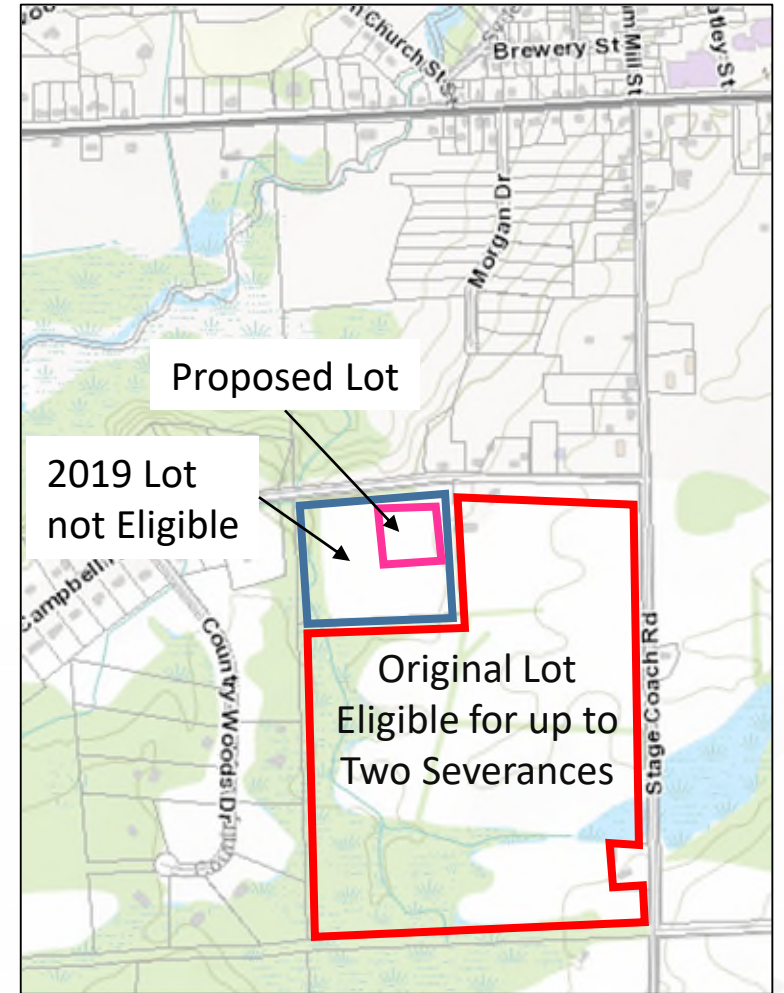 Church St
Brewery St
Mill St
Morgan Dr
Proposed Lot
2019 Lot
not Eligible
Campbell
Country Woods Dr
Original Lot
Eligible for up to
Two Severances
Stage Coach Rd